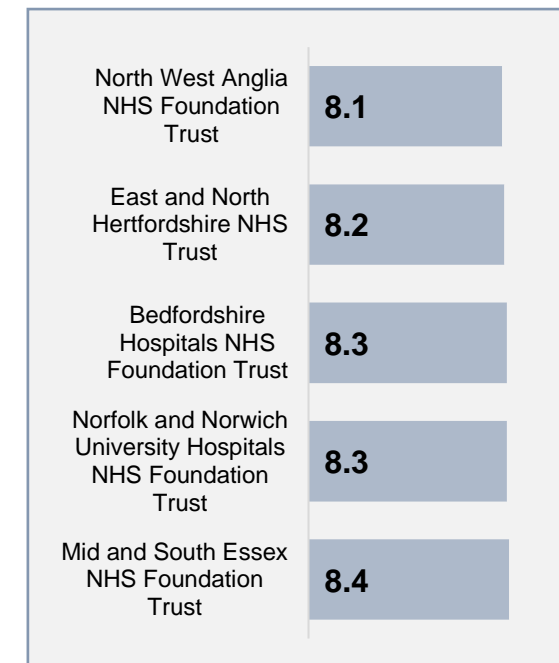 North West Anglia
NHS Foundation
Trust
8.1
East and North
Hertfordshire NHS
Trust
8.2
Bedfordshire
Hospitals NHS
Foundation Trust
8.3
Norfolk and Norwich
University Hospitals
NHS Foundation
Trust
8.3
Mid and South Essex
NHS Foundation
Trust
8.4